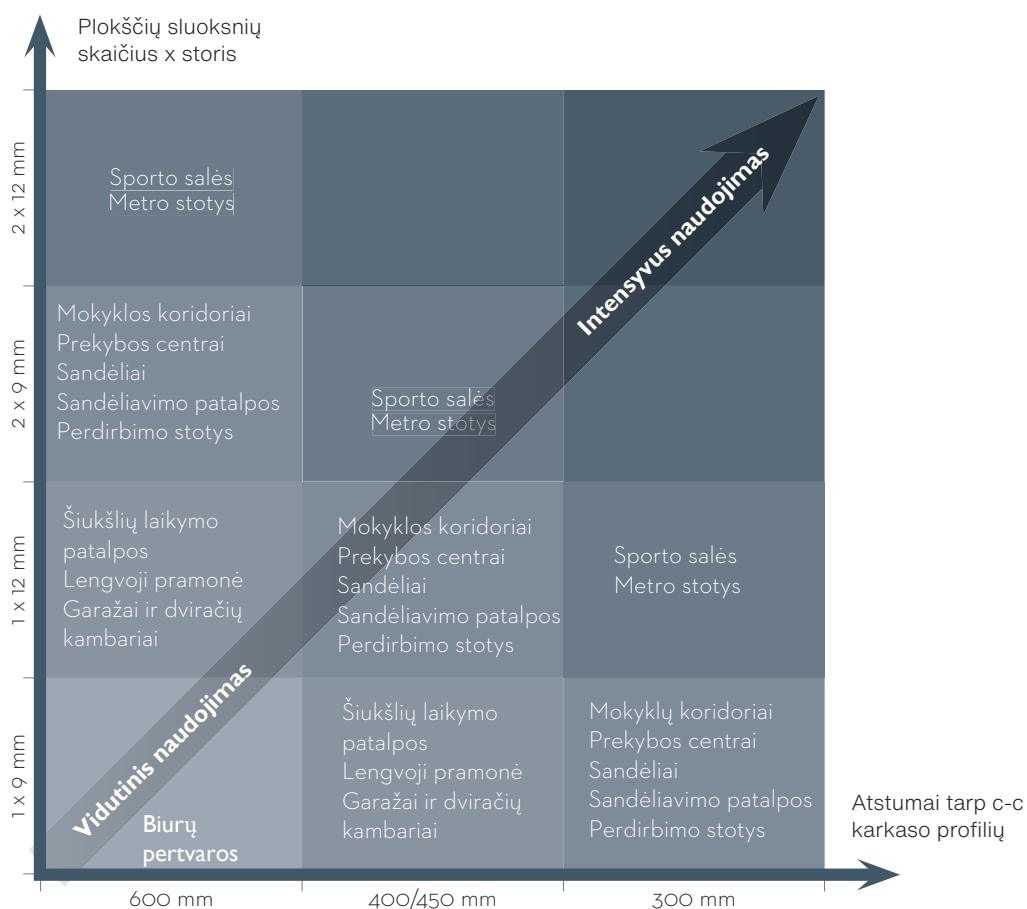 Plokščių sluoksnių
skaičius x storis
2 x 12 mm
Sporto salės
Metro stotys
Intensyvus naudojimas
2 x 9 mm
Mokyklos koridoriai
Prekybos centrai
Sandėliai
Sandėliavimo patalpos
Perdirbimo stotys
Sporto salės
Metro stotys
1 x 12 mm
Šiukšlių laikymo
patalpos
Lengvoji pramonė
Garažai ir dviračių
kambariai
Mokyklos koridoriai
Prekybos centrai
Sandėliai
Sandėliavimo patalpos
Perdirbimo stotys
Sporto salės
Metro stotys
1 x 9 mm
Vidutinis naudojimas
Biurų
pertvaros
Šiukšlių laikymo
patalpos
Lengvoji pramonė
Garažai ir dviračių
kambariai
Mokyklų koridoriai
Prekybos centrai
Sandėliai
Sandėliavimo patalpos
Perdirbimo stotys
Atstumai tarp c-c
karkaso profilių
600 mm
400/450 mm
300 mm